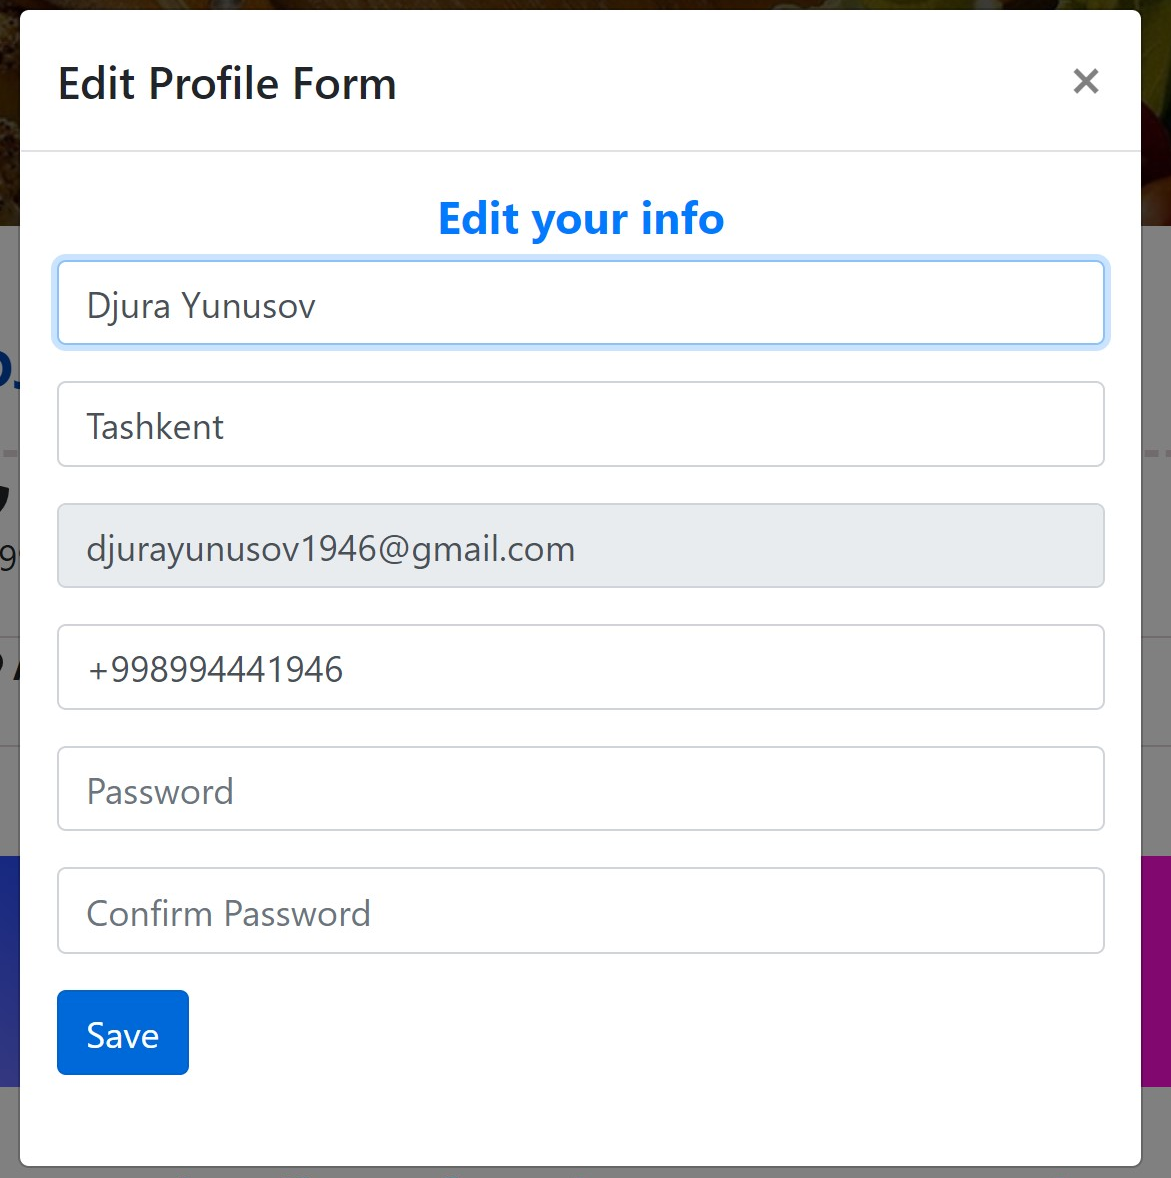 Edit Profile Form
Edit your info
Djura Yunusov
Tashkent
djurayunusov1946@gmail.com
+998994441946
Password
Confirm Password
Save